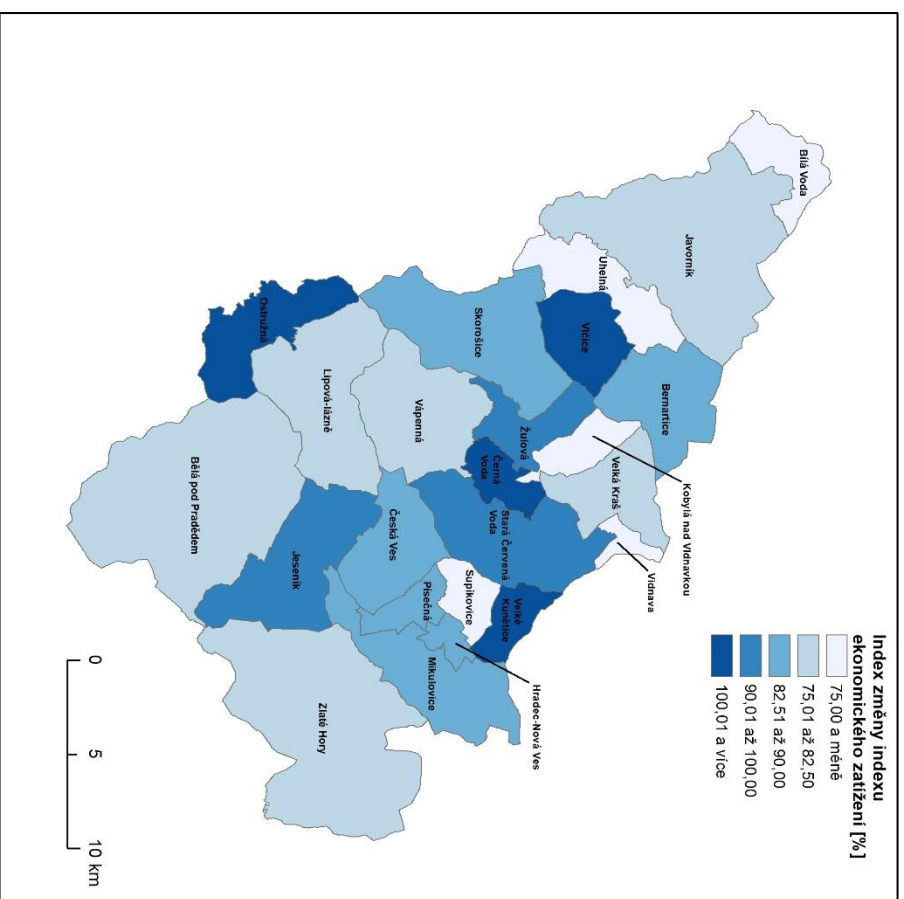 Index změny indexu
ekonomického zatížení [%]
75,00 a méně
75,01 až 82,50
82,51 až 90,00
90,01 až 100,00
100,01 a více
Bílá Voda
Javorník
Uhelná
Vlčice
Bernartice
Skorošice
Kobylá nad Vidnavkou
Velká Kraš
Vidnava
Žulová
Černá
Voda
Stará Červená
Voda
Vápenná
Velké
Kunětice
Supíkovice
Hradec-Nová Ves
Písečná
Česká Ves
Mikulovice
Lipová-lázně
Ostružná
Jeseník
Bělá pod Pradědem
Zlaté Hory
0
5
10 km